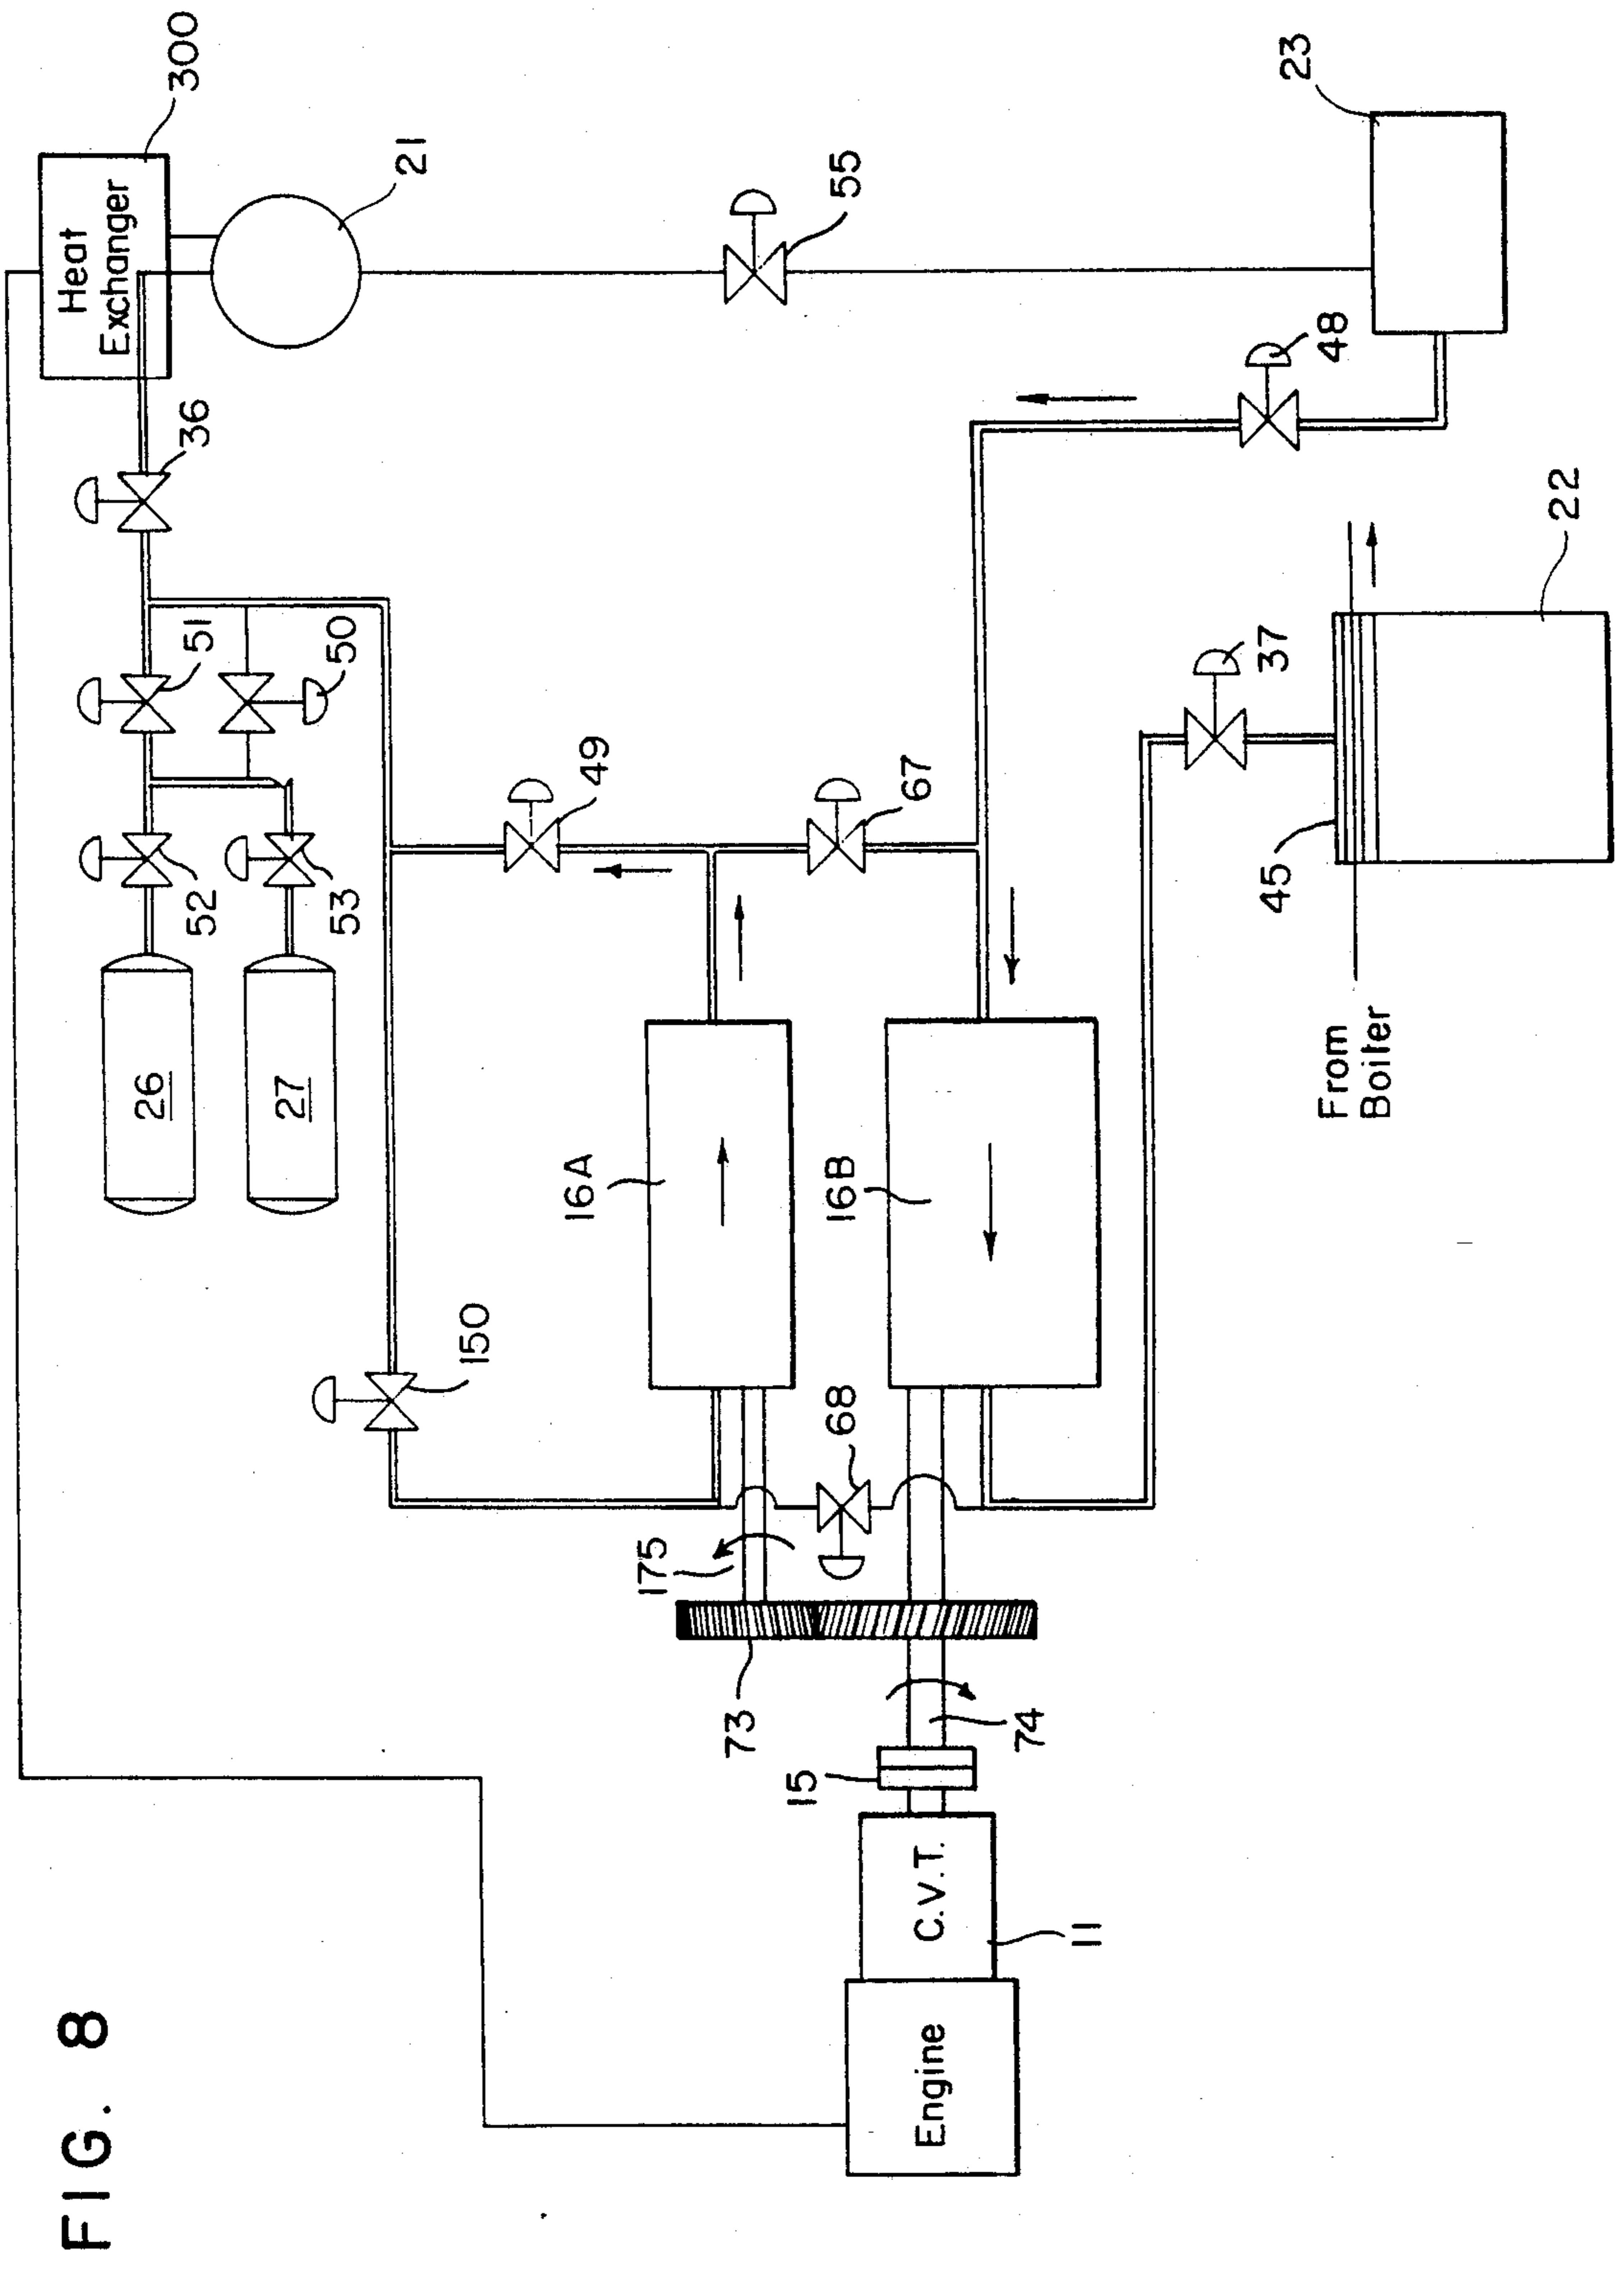 FIG. 8
Heat
Exchanger
300
21
36
51
50
52
53
26
27
150
49
55
23
48
67
16A
16B
37
22
45
From
Boiler
68
175
73
74
15
C.V.T.
11
Engine